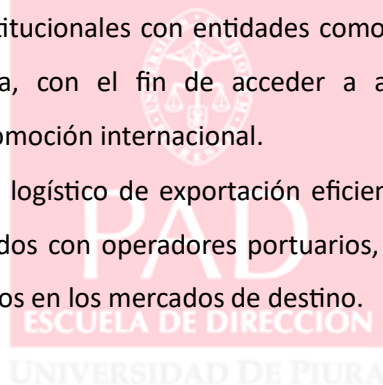 titucionales con entidades como
a, con el fin de acceder a a
omoción internacional.
logístico de exportación eficien
dos con operadores portuarios,
os en los mercados de destino.
PAD
ESCUELA DE DIRECCIÓN
UNIVERSIDAD DE PIURA